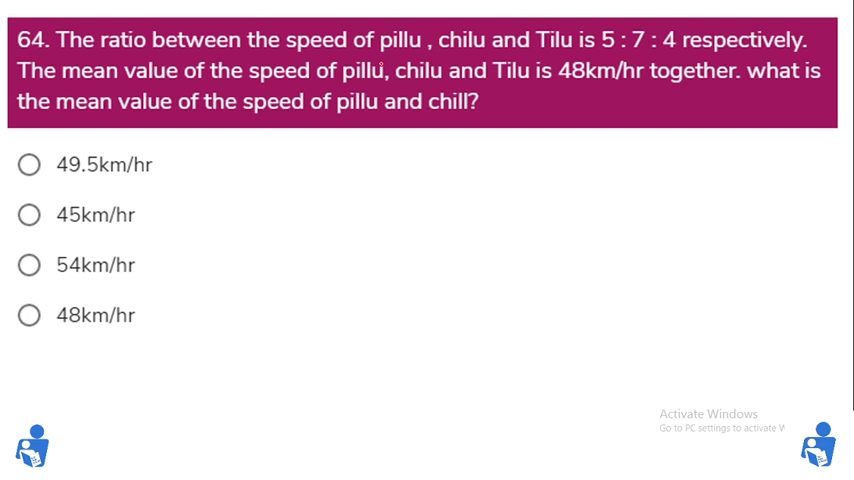 64. The ratio between the speed of pillu , chilu and Tilu is 5 : 7 : 4 respectively.
The mean value of the speed of pillu, chilu and Tilu is 48km/hr together. what is
the mean value of the speed of pillu and chill?
49.5km/hr
45km/hr
54km/hr
48km/hr
Activate Windows
Go to PC settings to activate W